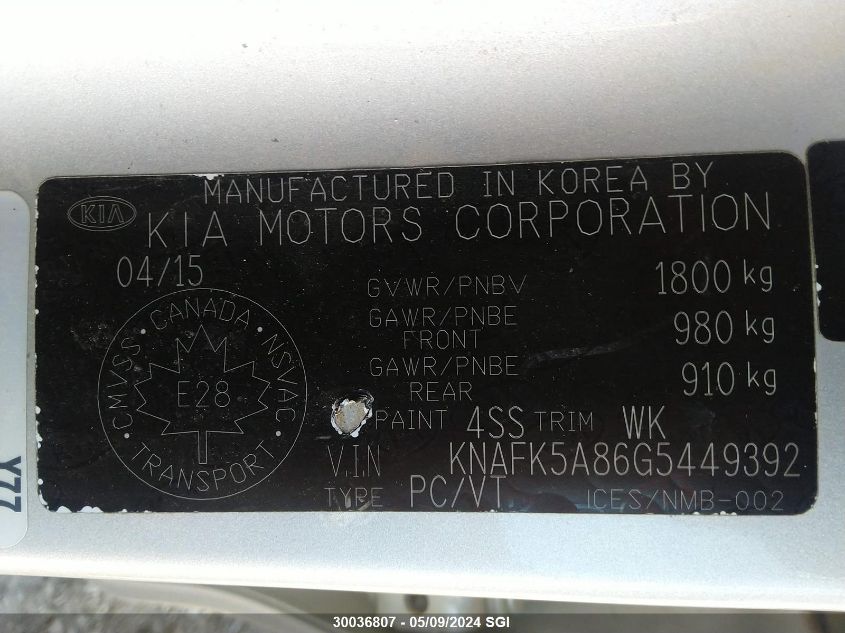 MANUFACTURED IN KOREA BY
KIA KIA MOTORS CORPORATION
04/15 GVWR/PNBV 1800 kg
GAWR/PNBE FRONT 980 kg
GAWR/PNBE REAR 910 kg
CMVSS • CANADA • NSVAC • TRANSPORT •
E28
PAINT 4SS TRIM WK
V.I.N KNAFK5A86G5449392
TYPE PC/VT ICES/NMB-002
Y77
30036807 - 05/09/2024 SGI